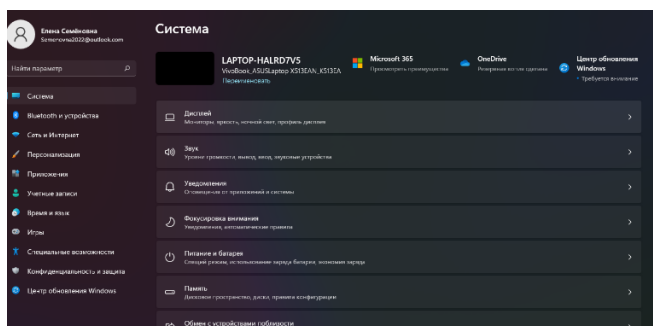 Елена Семёновна
Semenovna2022@outlook.com
Найти параметр
Система
Bluetooth и устройства
Сеть и Интернет
Персонализация
Приложения
Учетные записи
Время и язык
Игры
Специальные возможности
Конфиденциальность и защита
Центр обновления Windows
Система
LAPTOP-HALRD7V5
VivoBook_ASUSLaptop X513EAN_K513EA
Переименовать
Microsoft 365
Просмотреть преимущества
OneDrive
Резервная копия сделана
Центр обновления
Windows
• Требуется внимание
Дисплей
Мониторы, яркость, ночной свет, профиль дисплея
Звук
Уровни громкости, вывод, ввод, звуковые устройства
Уведомления
Оповещения от приложений и системы
Фокусировка внимания
Уведомления, автоматические правила
Питание и батарея
Спящий режим, использование заряда батареи, экономия заряда
Память
Дисковое пространство, диски, правила конфигурации
Обмен с устройствами поблизости